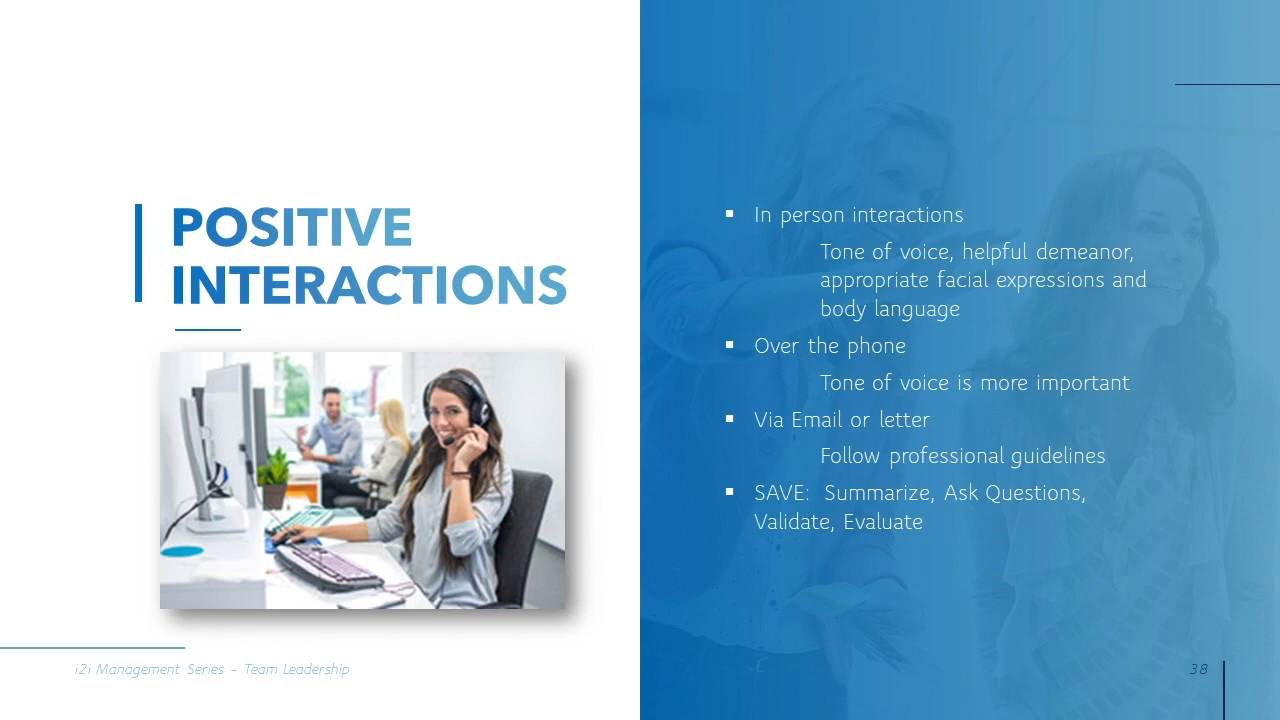 POSITIVE
INTERACTIONS
▪ In person interactions
Tone of voice, helpful demeanor,
appropriate facial expressions and
body language
▪ Over the phone
Tone of voice is more important
▪ Via Email or letter
Follow professional guidelines
▪ SAVE: Summarize, Ask Questions,
Validate, Evaluate
i2i Management Series – Team Leadership
38